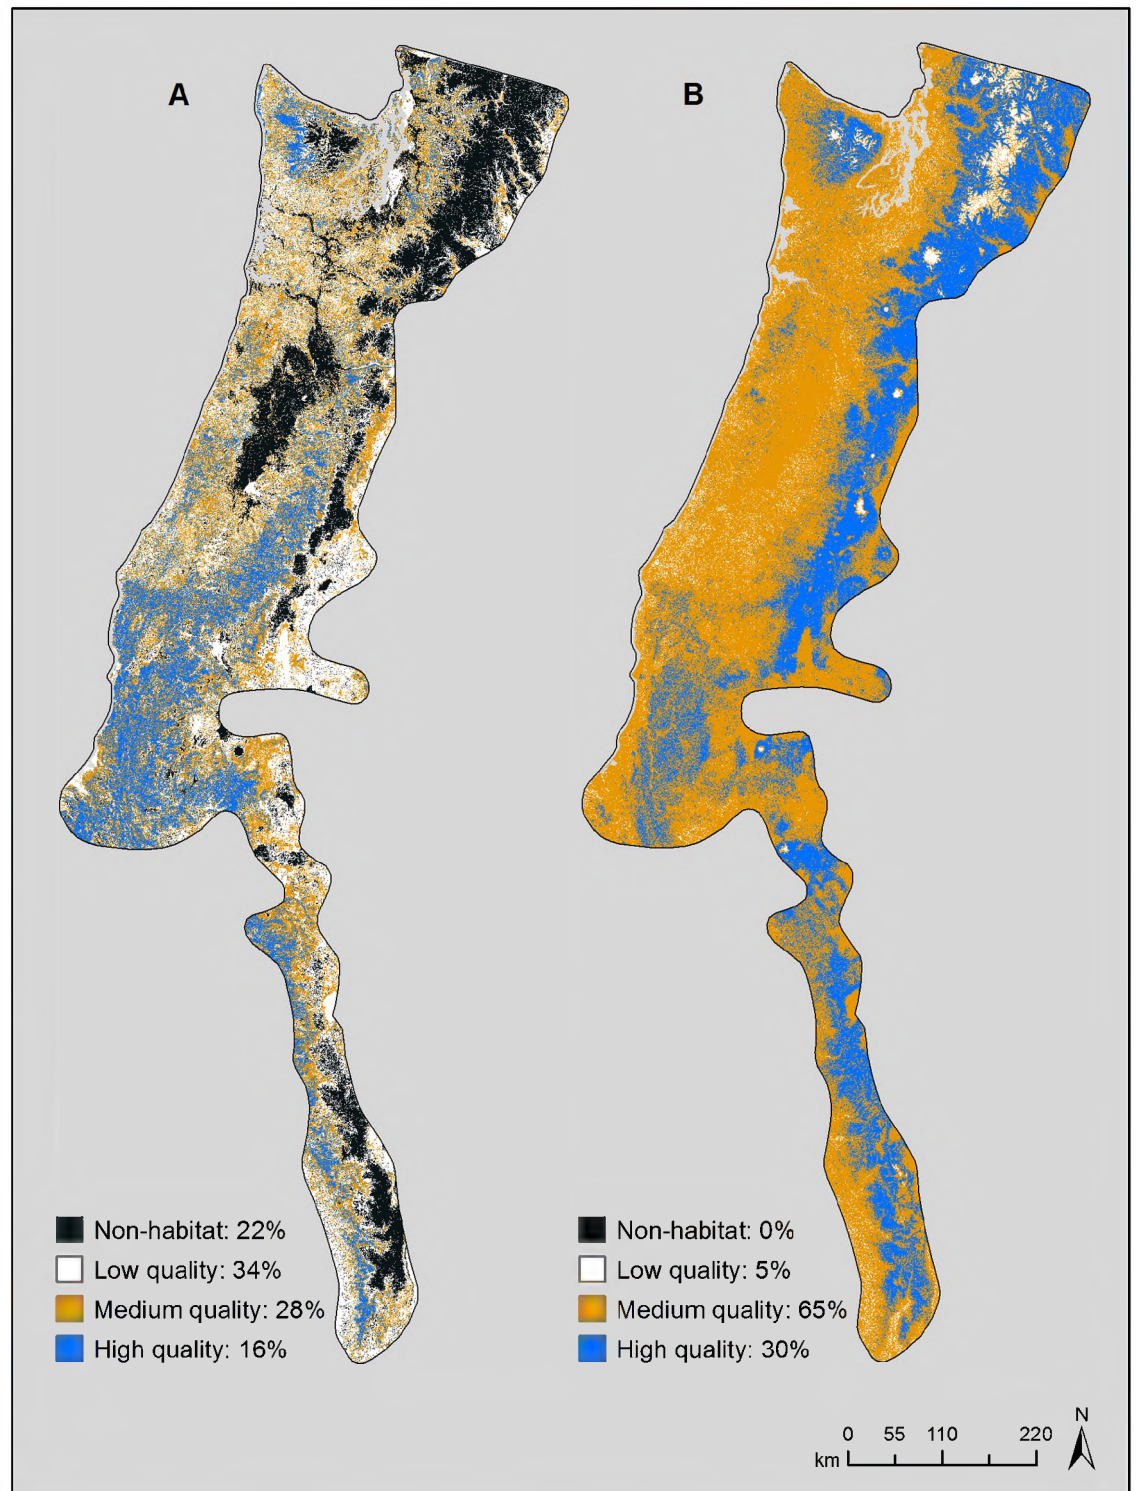 A
B
Non-habitat: 22%
Low quality: 34%
Medium quality: 28%
High quality: 16%
Non-habitat: 0%
Low quality: 5%
Medium quality: 65%
High quality: 30%
N
0 55 110 220
km